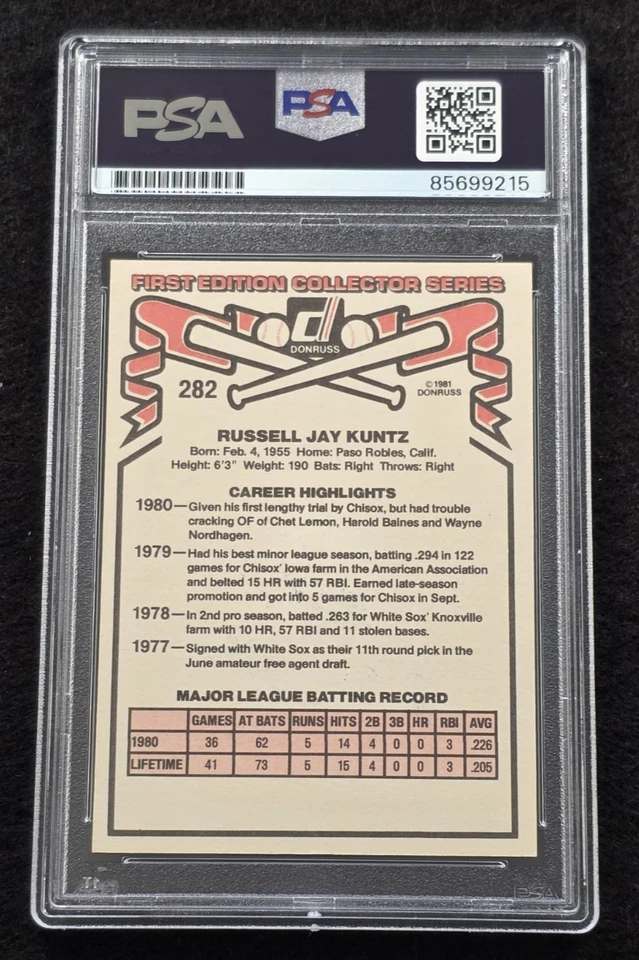 PSA
PSA
85699215
FIRST EDITION COLLECTOR SERIES
d
DONRUSS
282
© 1981
DONRUSS
RUSSELL JAY KUNTZ
Born: Feb. 4, 1955 Home: Paso Robles, Calif.
Height: 6'3" Weight: 190 Bats: Right Throws: Right
CAREER HIGHLIGHTS
1980—Given his first lengthy trial by Chisox, but had trouble
cracking OF of Chet Lemon, Harold Baines and Wayne
Nordhagen.
1979—Had his best minor league season, batting .294 in 122
games for Chisox' Iowa farm in the American Association
and belted 15 HR with 57 RBI. Earned late-season
promotion and got into 5 games for Chisox in Sept.
1978—In 2nd pro season, batted .263 for White Sox' Knoxville
farm with 10 HR, 57 RBI and 11 stolen bases.
1977—Signed with White Sox as their 11th round pick in the
June amateur free agent draft.
MAJOR LEAGUE BATTING RECORD
GAMES AT BATS RUNS HITS 2B 3B HR RBI AVG
1980 36 62 5 14 4 0 0 3 .226
LIFETIME 41 73 5 15 4 0 0 3 .205
PSA